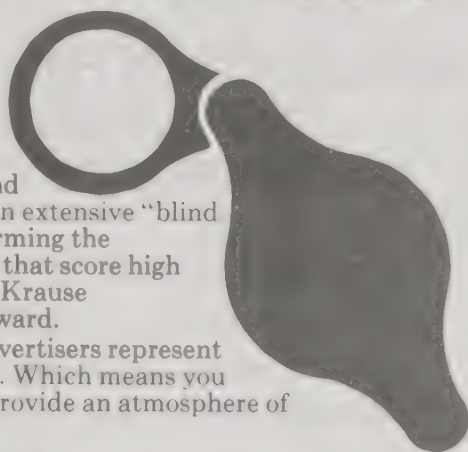 n extensive “blind
rming the
that score high
Krause
ward.
vertisers represent
. Which means you
rovide an atmosphere of